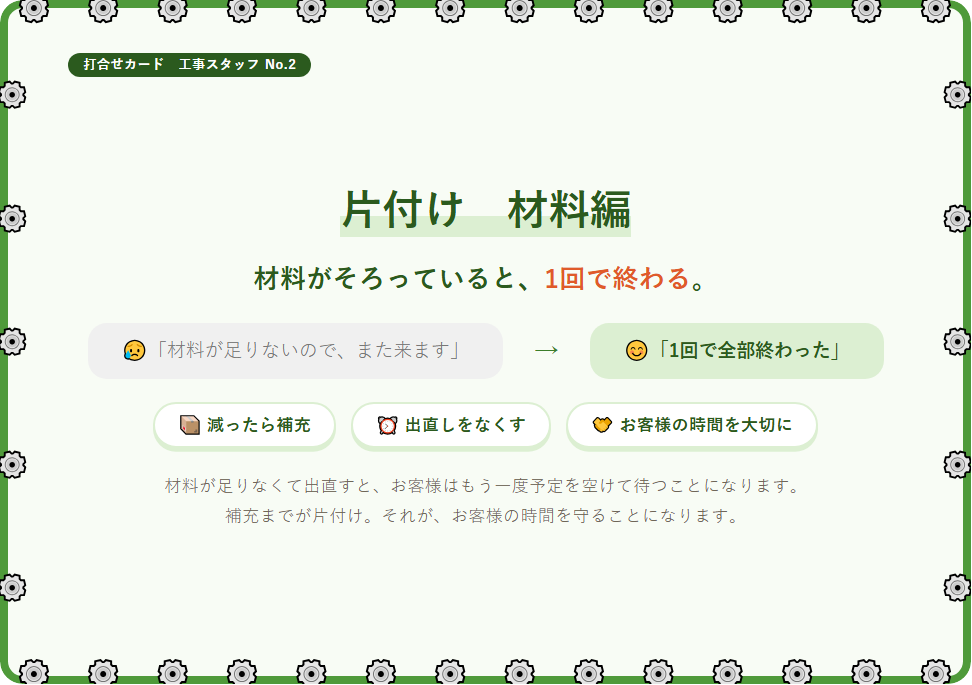 打合せカード　工事スタッフ No.2
片付け　材料編
材料がそろっていると、1回で終わる。
😥「材料が足りないので、また来ます」 → 😊「1回で全部終わった」
📦 減ったら補充 ⏰ 出直しをなくす 🤝 お客様の時間を大切に
材料が足りなくて出直すと、お客様はもう一度予定を空けて待つことになります。
補充までが片付け。それが、お客様の時間を守ることになります。